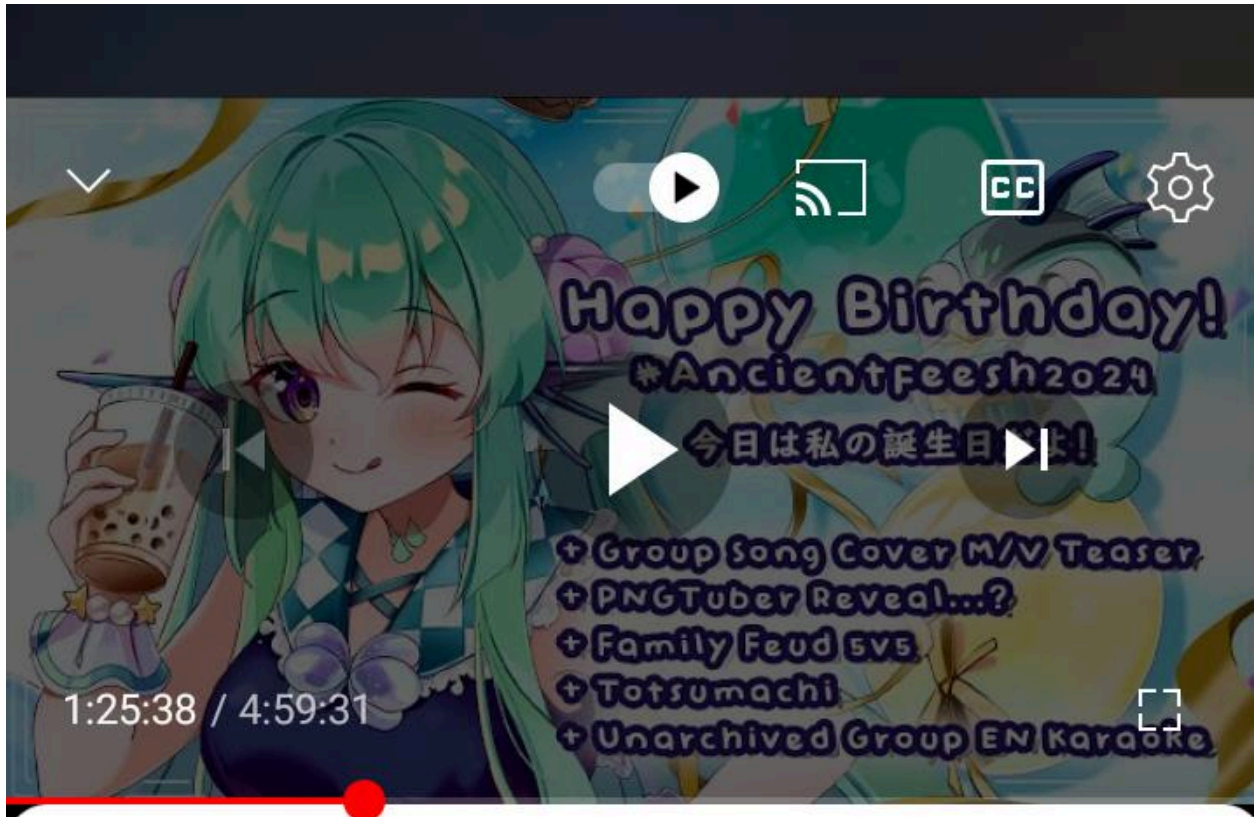 CC
Happy Birthday!
#Ancientfeesh2024
今日は私の誕生日だよ!
+ Group Song Cover M/V Teaser
+ PNGTuber Reveal...?
+ Family Feud 5v5
+ Totsumachi
1:25:38 / 4:59:31
+ Unarchived Group EN Karaoke